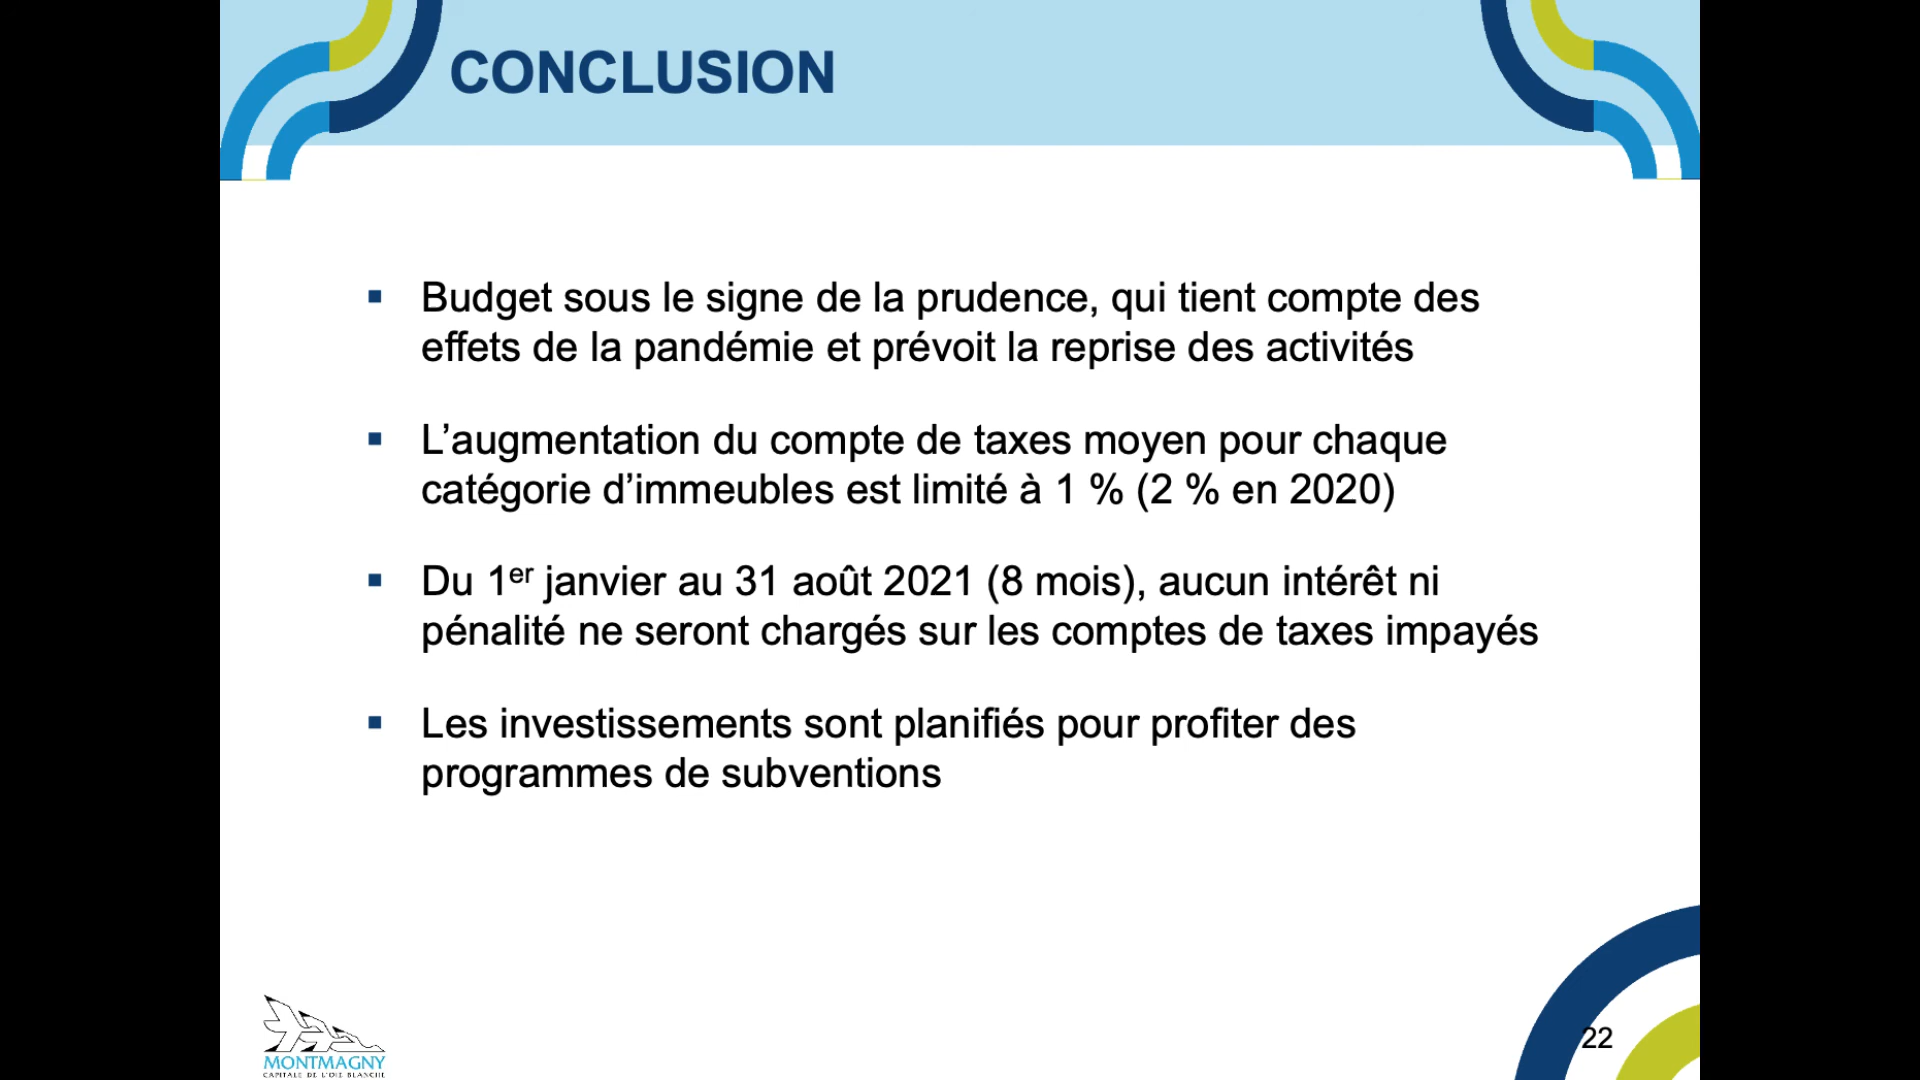 CONCLUSION
Budget sous le signe de la prudence, qui tient compte des
effets de la pandémie et prévoit la reprise des activités
L’augmentation du compte de taxes moyen pour chaque
catégorie d’immeubles est limité à 1 % (2 % en 2020)
Du 1er janvier au 31 août 2021 (8 mois), aucun intérêt ni
pénalité ne seront chargés sur les comptes de taxes impayés
Les investissements sont planifiés pour profiter des
programmes de subventions
MONTMAGNY
CAPITALE DE L'OIE BLANCHE
22